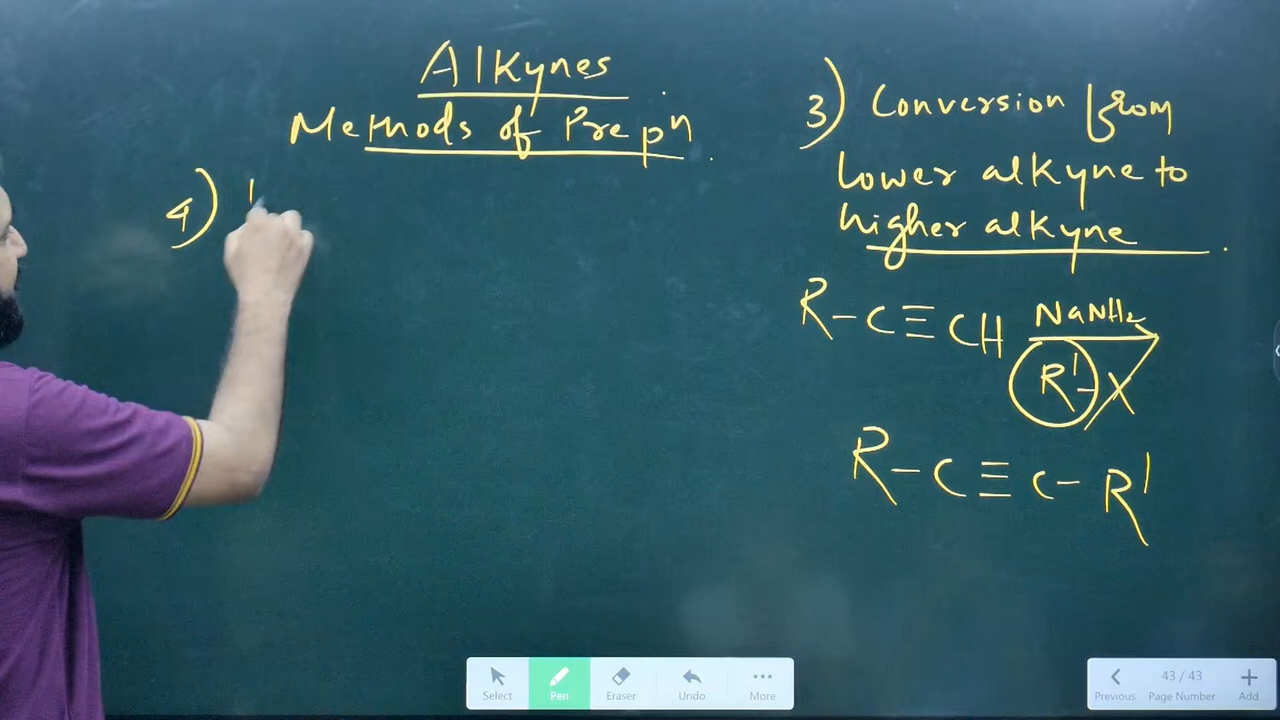 Alkynes
Methods of Prepn
4)
3) Conversion from
lower alkyne to
higher alkyne
R-C≡CH NaNH2
R'-X
R-C≡C-R'
Select Pen Eraser Undo More
Previous 43 / 43 Page Number Add